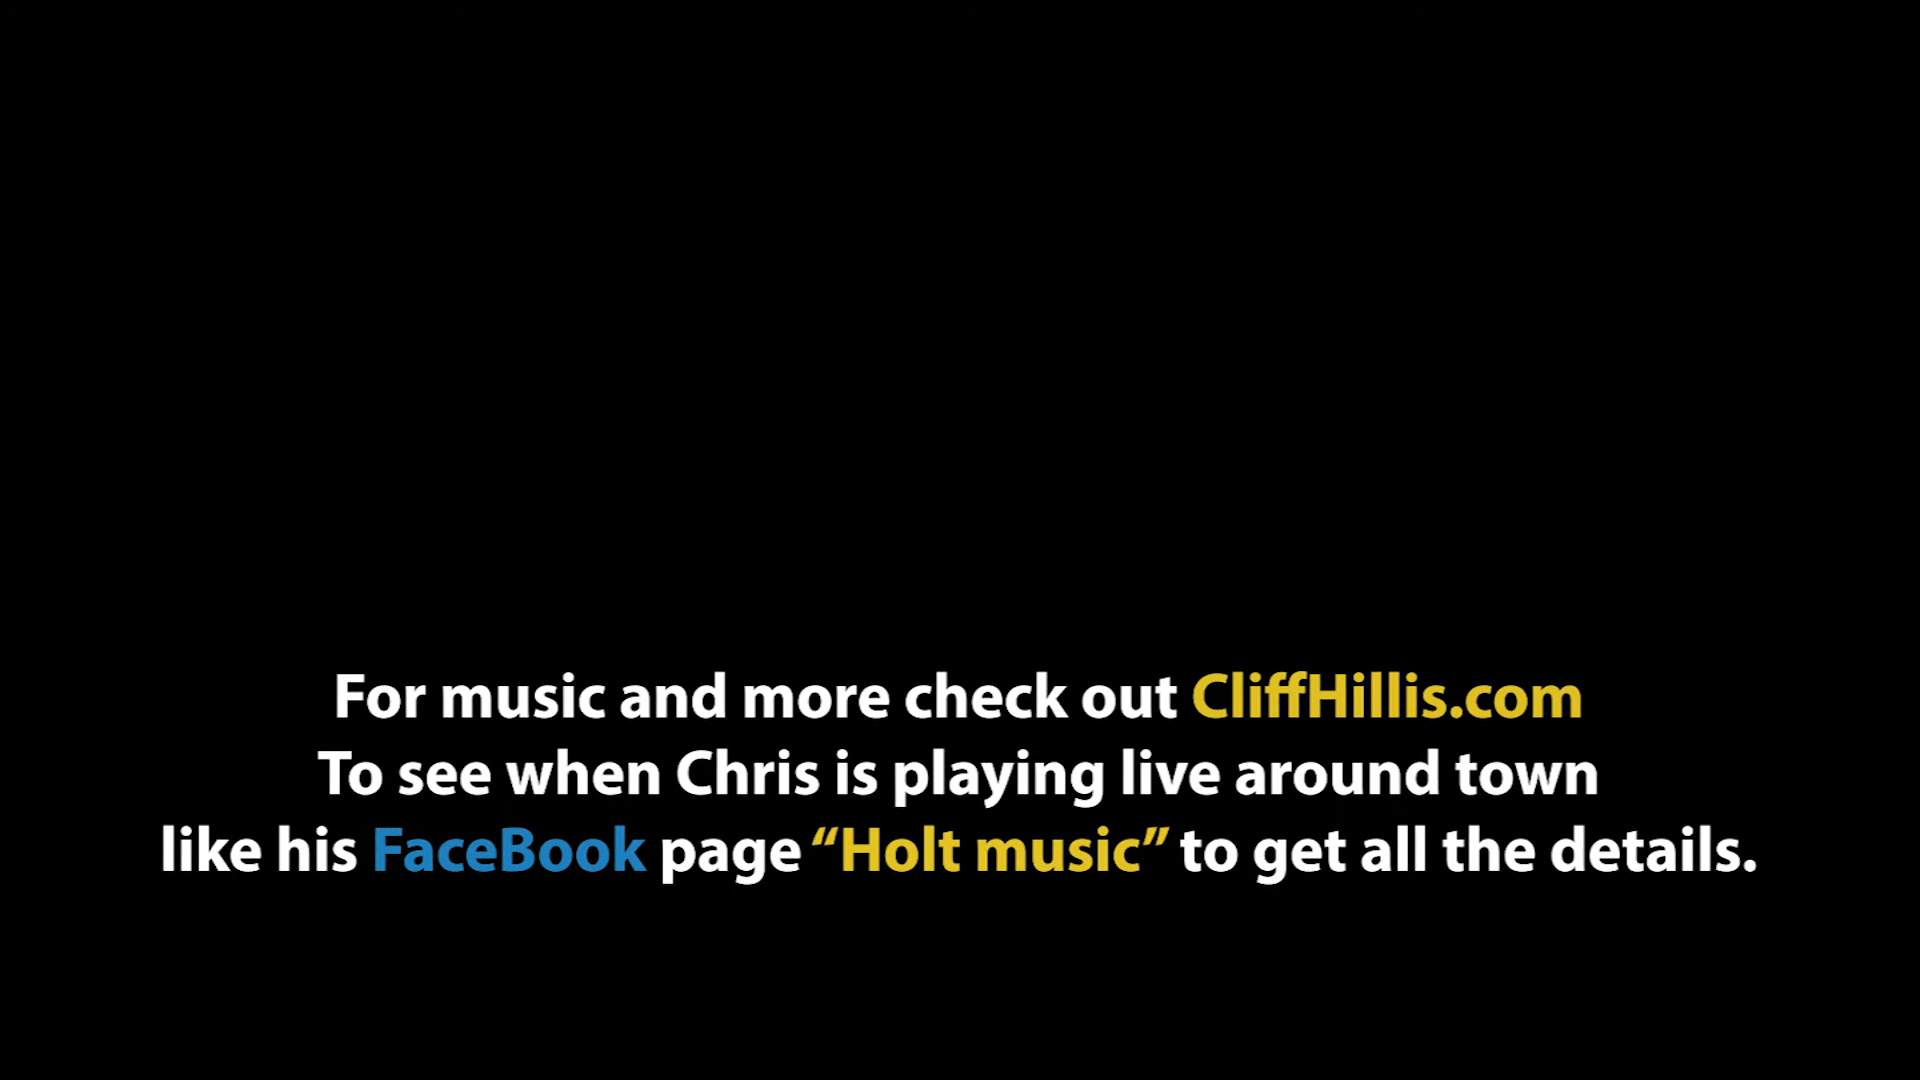 For music and more check out CliffHillis.com
To see when Chris is playing live around town
like his FaceBook page “Holt music” to get all the details.